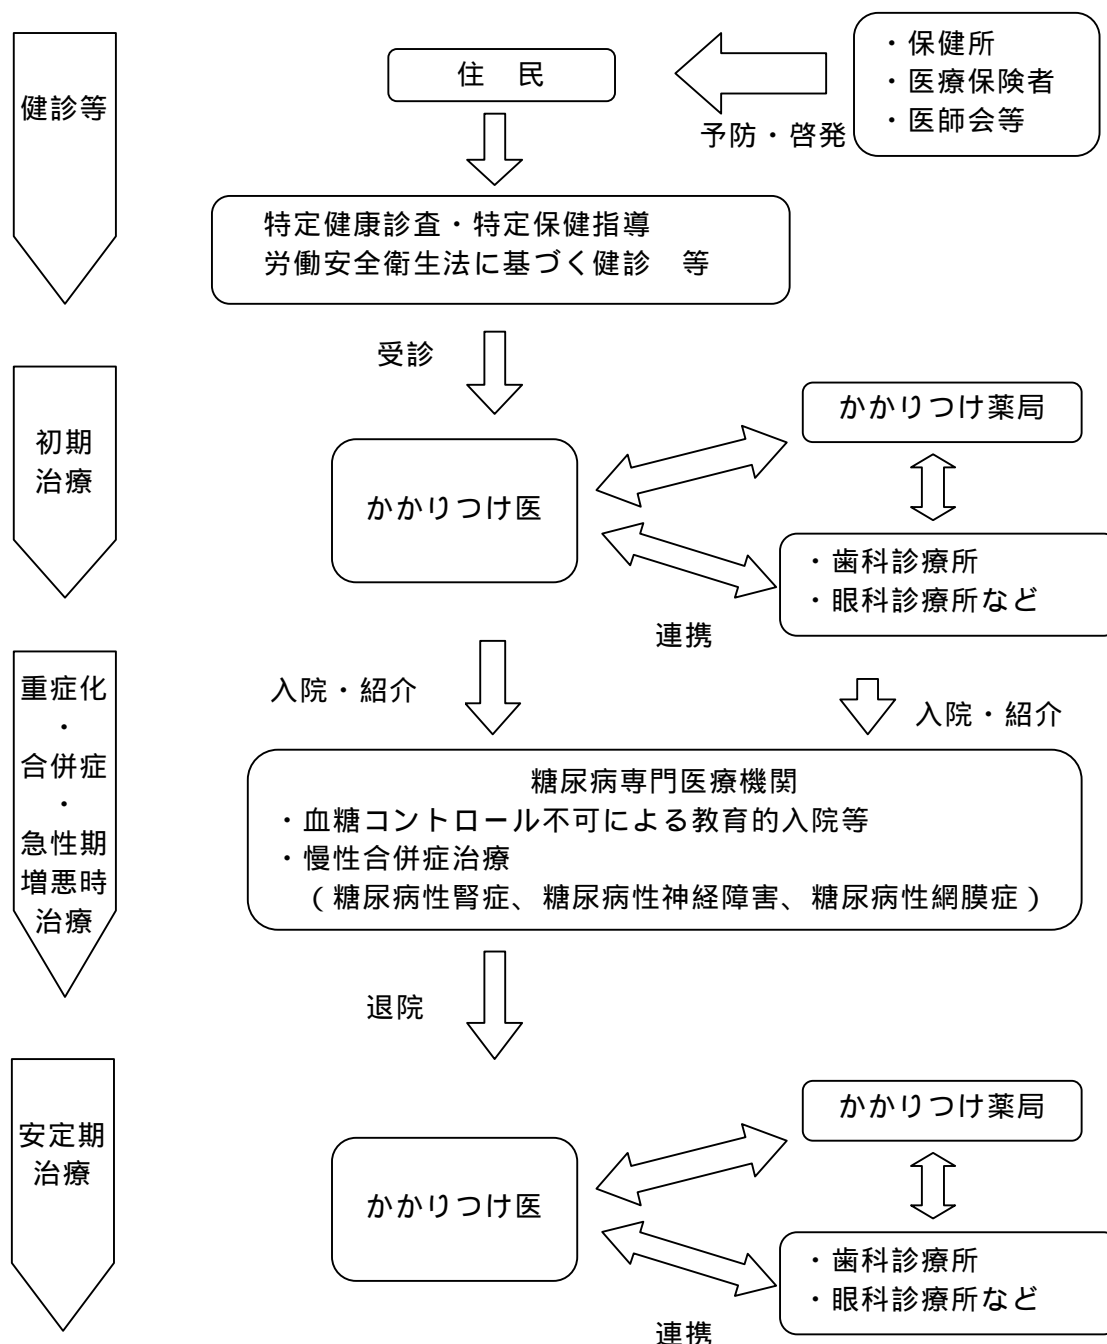 健診等
住　民
・保健所
・医療保険者
・医師会等
予防・啓発
特定健康診査・特定保健指導
労働安全衛生法に基づく健診　等
受診
初期
治療
かかりつけ医
かかりつけ薬局
・歯科診療所
・眼科診療所など
連携
重症化
・
合併症
・
急性期
増悪時
治療
入院・紹介
入院・紹介
糖尿病専門医療機関
・血糖コントロール不可による教育的入院等
・慢性合併症治療
（糖尿病性腎症、糖尿病性神経障害、糖尿病性網膜症）
退院
安定期
治療
かかりつけ医
かかりつけ薬局
・歯科診療所
・眼科診療所など
連携